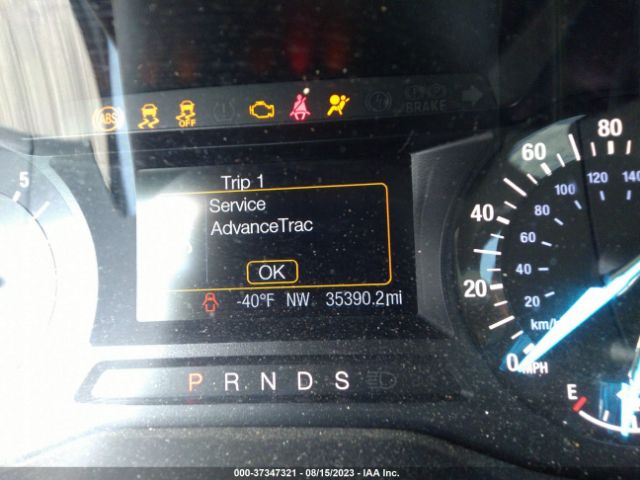 ABS
OFF
BRAKE
Trip 1
Service
AdvanceTrac
OK
-40°F NW 35390.2mi
P R N D S
5
0 20 40 60 80
20 40 60 80 100 120 140
km/h
MPH
E
000-37347321 - 08/15/2023 - IAA Inc.